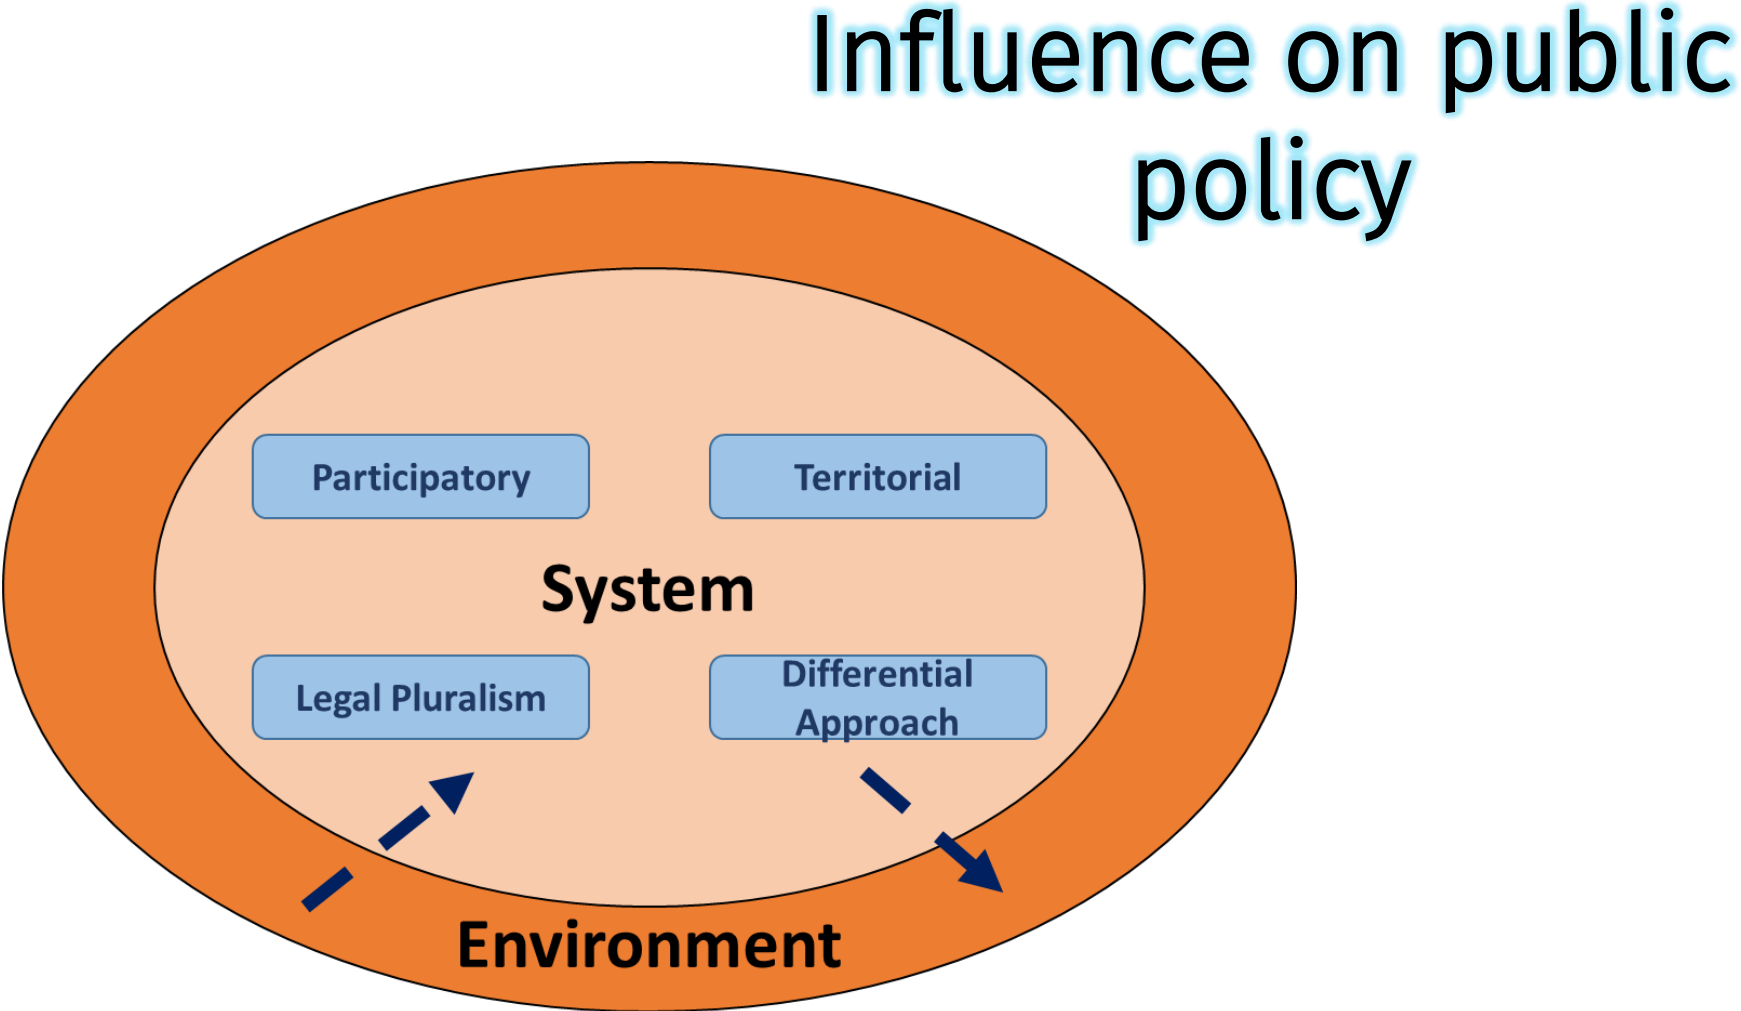 Influence on public
policy
Participatory
Territorial
System
Legal Pluralism
Differential
Approach
Environment